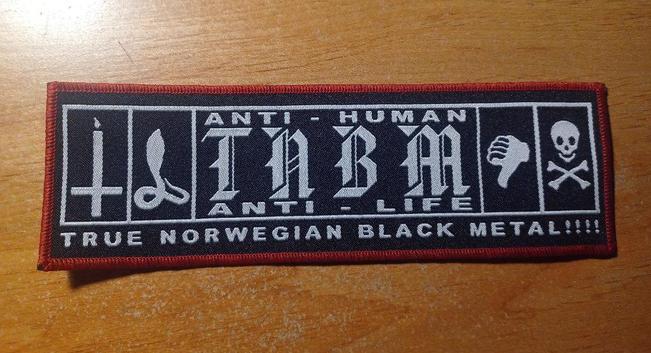 ANTI - HUMAN
TNBM
ANTI - LIFE
TRUE NORWEGIAN BLACK METAL!!!!